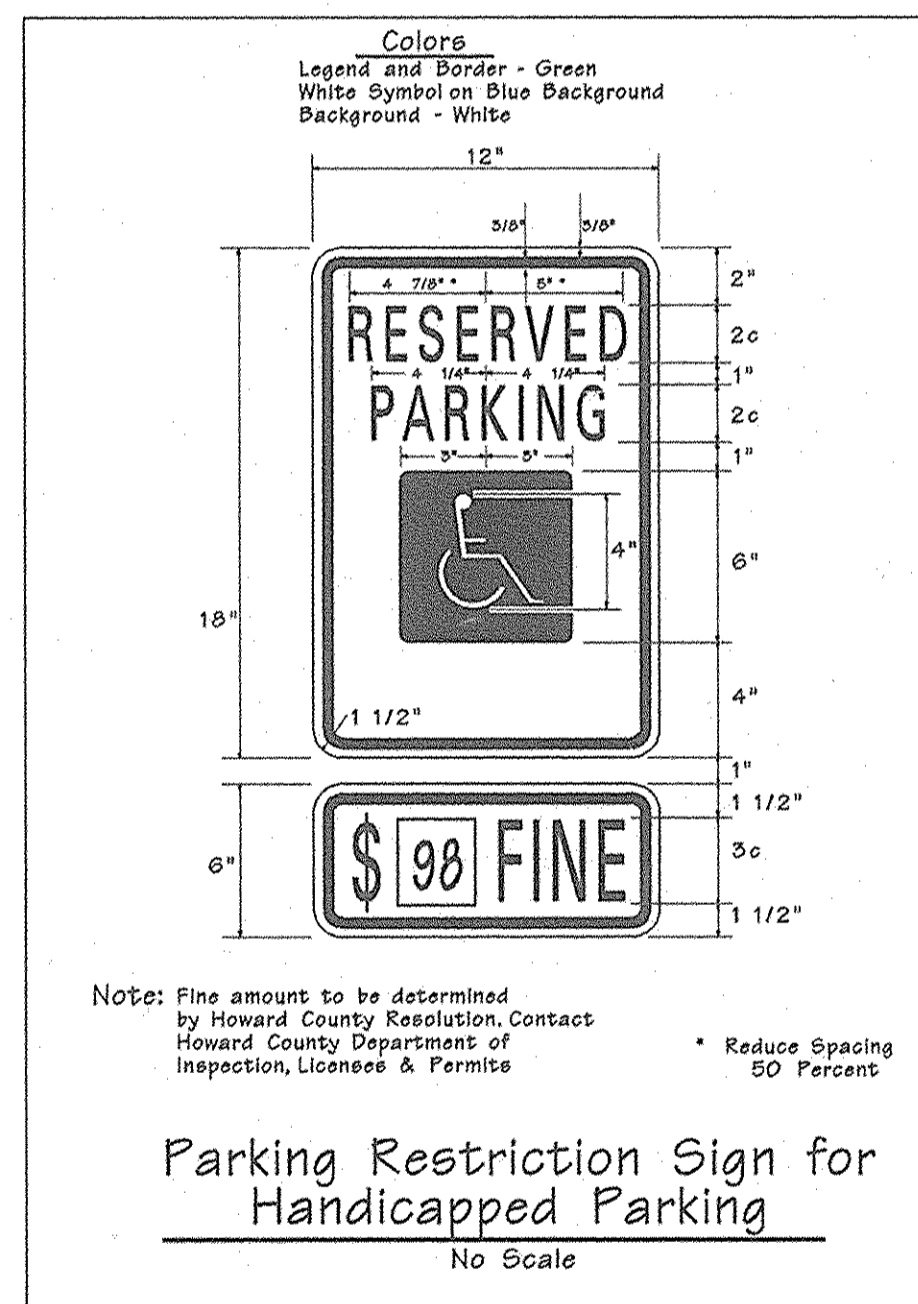 Colors
Legend and Border - Green
White Symbol on Blue Background
Background - White
12"
3/8" 3/8"
2"
4 7/8" * 5" *
RESERVED
2c
4 1/4" 4 1/4"
1"
PARKING
2c
3" 3"
1"
4"
6"
18"
4"
1 1/2"
1"
1 1/2"
$ 98 FINE
6"
3c
1 1/2"
Note: Fine amount to be determined
by Howard County Resolution. Contact
Howard County Department of
Inspection, Licenses & Permits
* Reduce Spacing
50 Percent
Parking Restriction Sign for
Handicapped Parking
No Scale